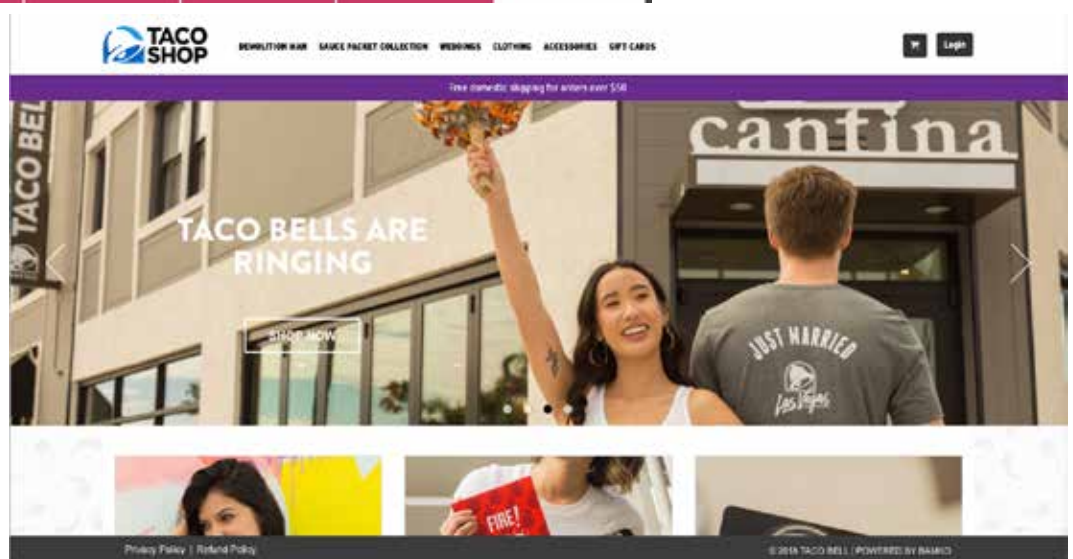 TACO
SHOP
DEMOLITION MAN SAUCE PACKET COLLECTION WEDDINGS CLOTHING ACCESSORIES GIFT CARDS
Login
Free domestic shipping for orders over $50
TACO BELL
cantina
TACO BELLS ARE
RINGING
SHOP NOW
JUST MARRIED
Las Vegas
FIRE!
Privacy Policy | Refund Policy
© 2018 TACO BELL | POWERED BY BAMKO